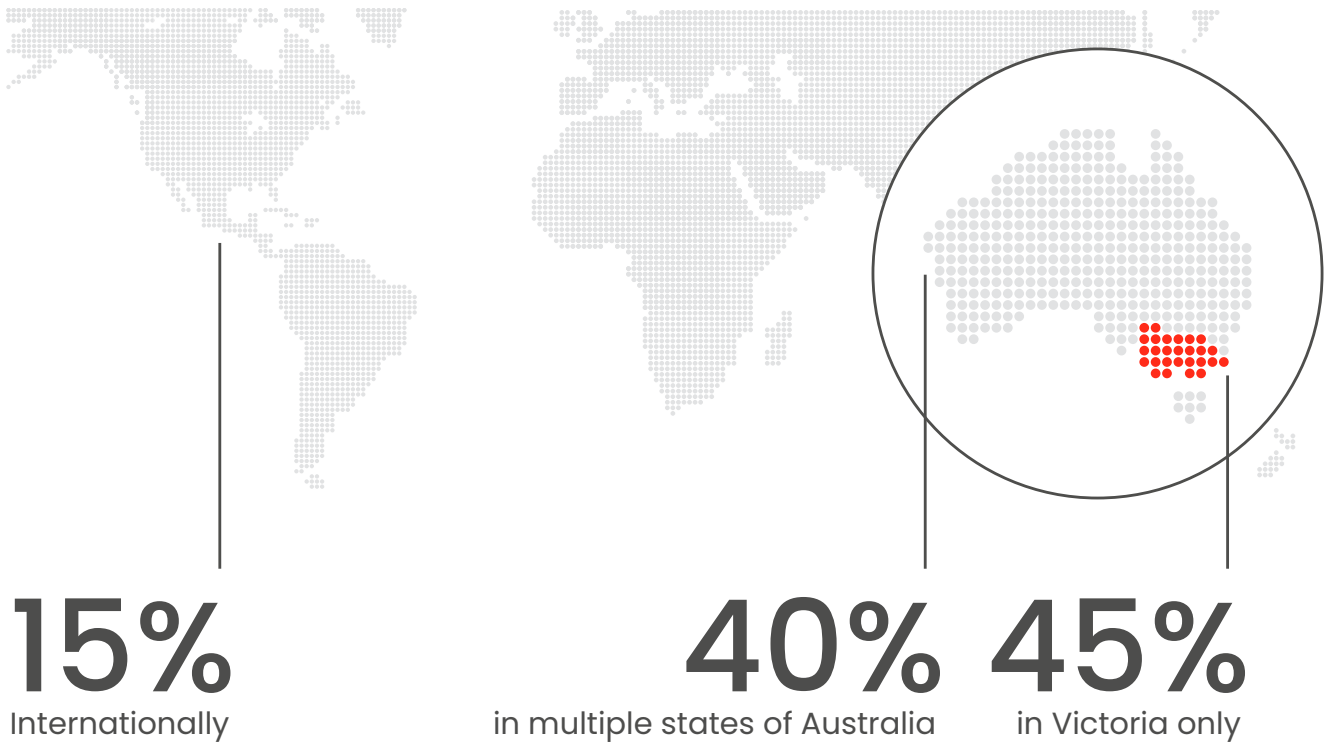 15%
Internationally
40%
in multiple states of Australia
45%
in Victoria only